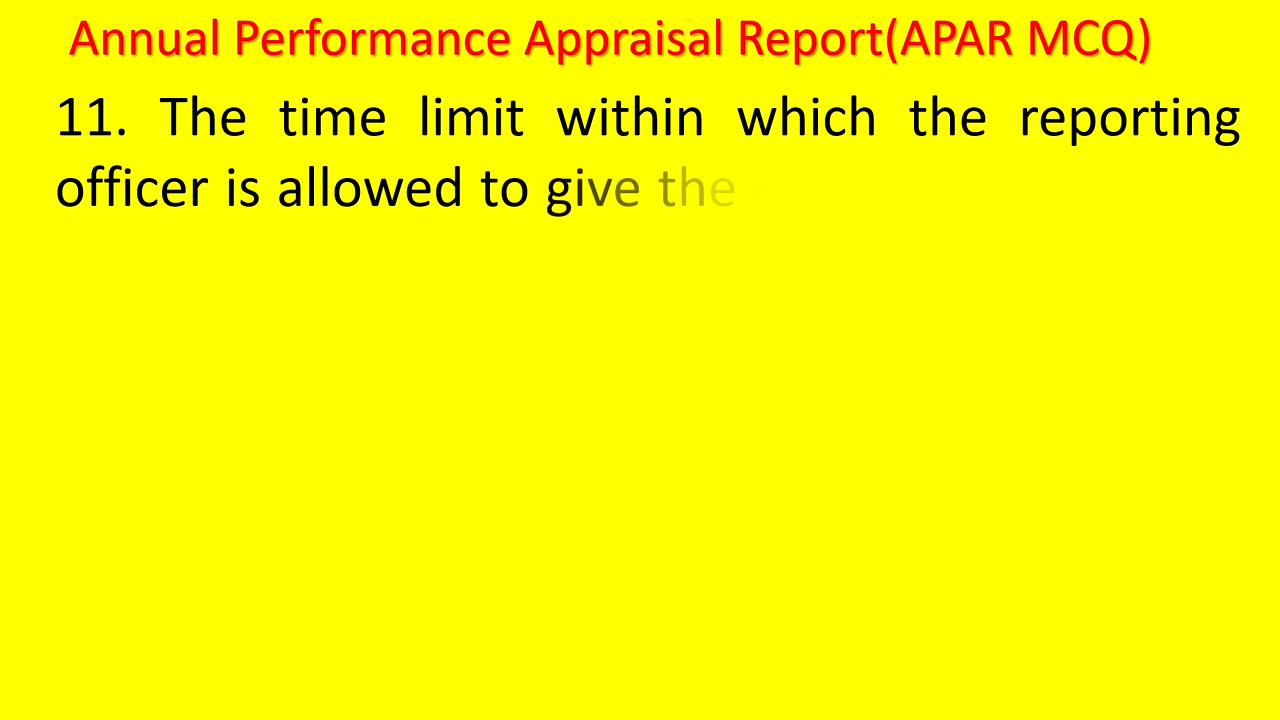 Annual Performance Appraisal Report(APAR MCQ)
11. The time limit within which the reporting
officer is allowed to give the